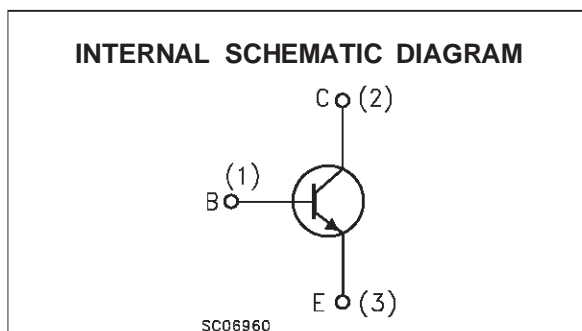 INTERNAL SCHEMATIC DIAGRAM
C (2)
(1)
B
E (3)
SC06960